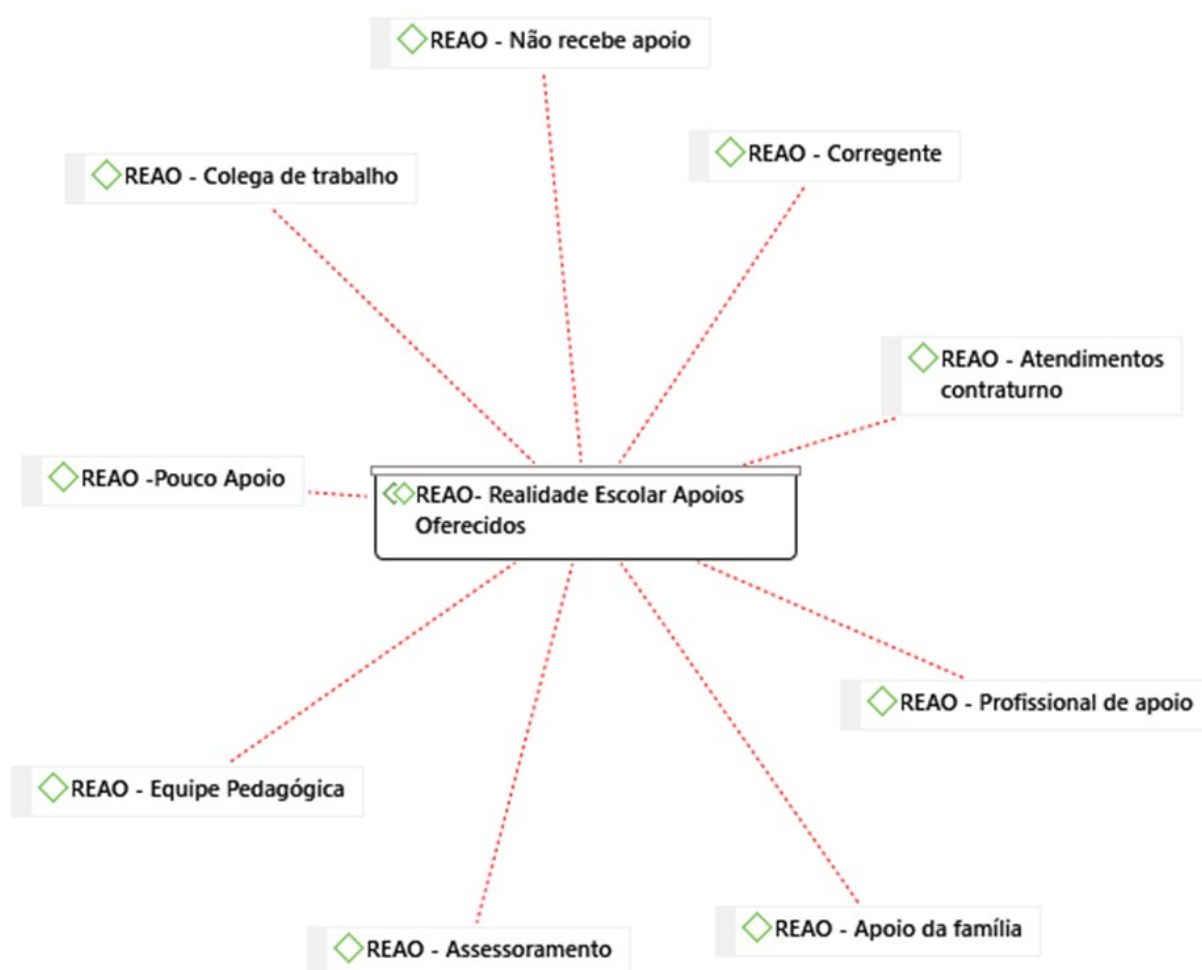 REAO - Não recebe apoio
REAO - Corregente
REAO - Colega de trabalho
REAO - Atendimentos
contraturno
REAO -Pouco Apoio
REAO- Realidade Escolar Apoios
Oferecidos
REAO - Profissional de apoio
REAO - Equipe Pedagógica
REAO - Apoio da família
REAO - Assessoramento